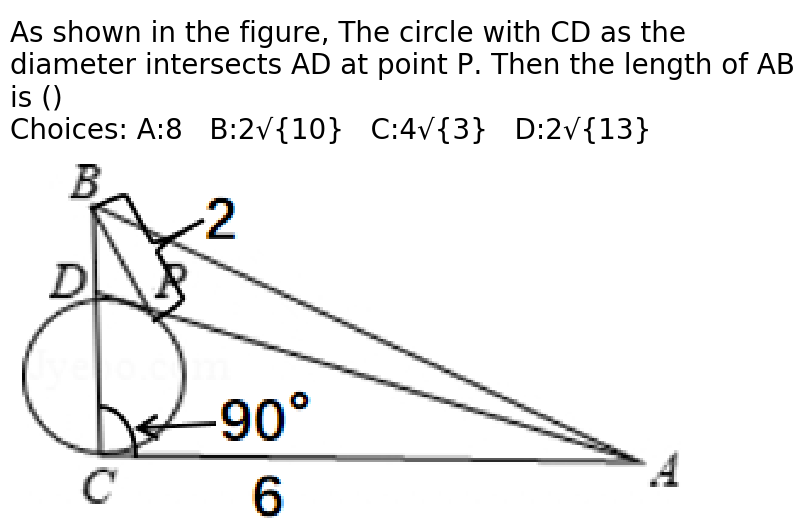 As shown in the figure, The circle with CD as the
diameter intersects AD at point P. Then the length of AB
is ()
Choices: A:8 B:2√{10} C:4√{3} D:2√{13}
B
2
D
P
90°
C
A
6